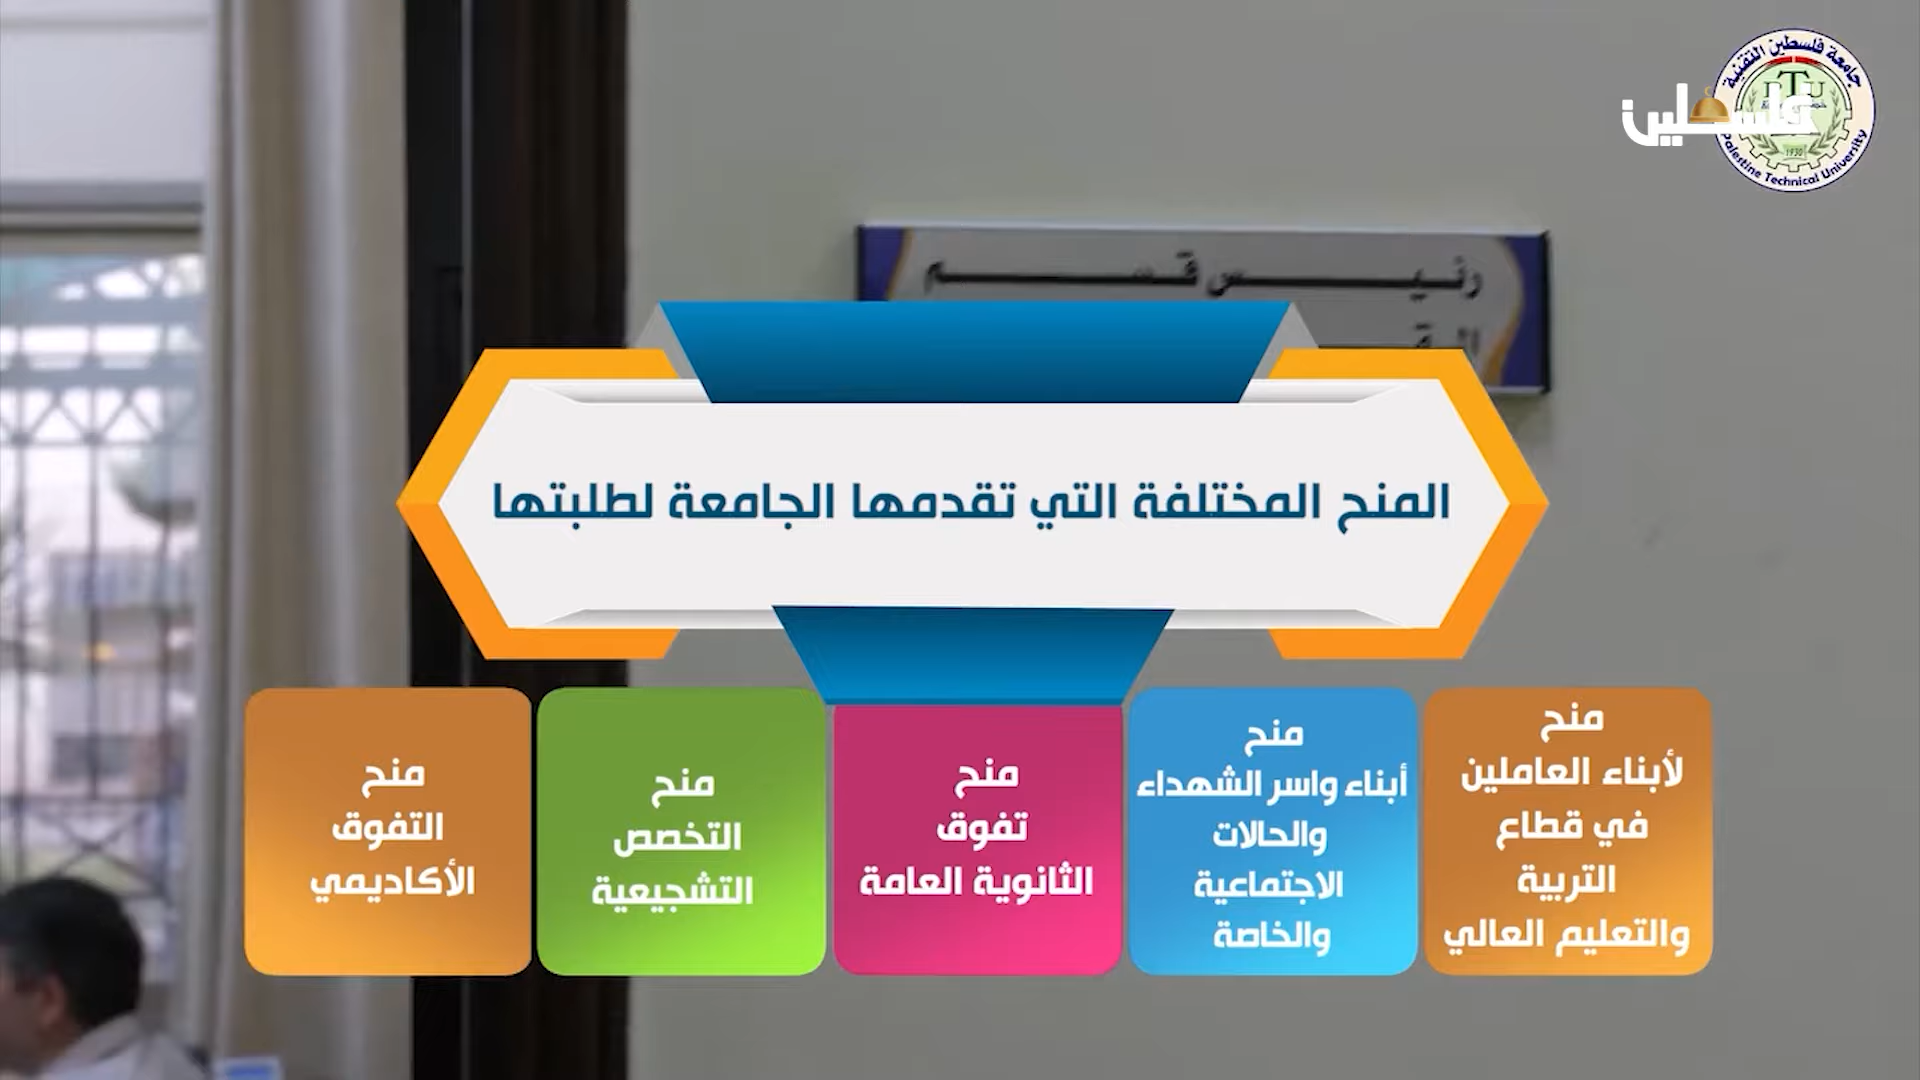 جامعة فلسطين التقنية
PTU
1930
Palestine Technical University
فلسطين
رئيس قسم
المنح المختلفة التي تقدمها الجامعة لطلبتها
منح
لأبناء العاملين
في قطاع
التربية
والتعليم العالي
منح
أبناء واسر الشهداء
والحالات
الاجتماعية
والخاصة
منح
تفوق
الثانوية العامة
منح
التخصص
التشجيعية
منح
التفوق
الأكاديمي